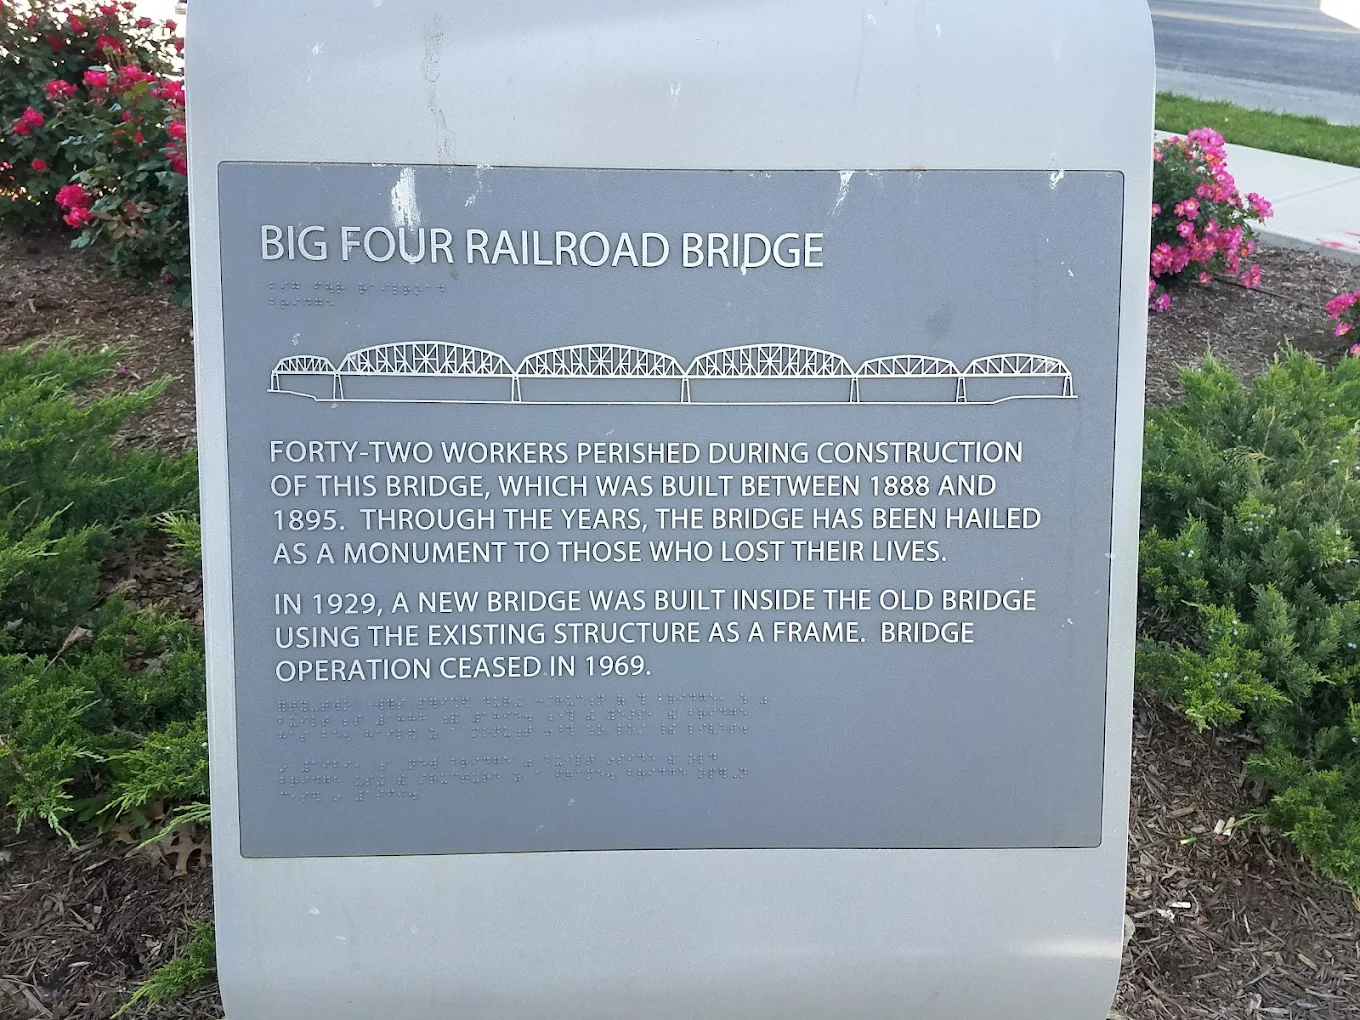 BIG FOUR RAILROAD BRIDGE
FORTY-TWO WORKERS PERISHED DURING CONSTRUCTION
OF THIS BRIDGE, WHICH WAS BUILT BETWEEN 1888 AND
1895. THROUGH THE YEARS, THE BRIDGE HAS BEEN HAILED
AS A MONUMENT TO THOSE WHO LOST THEIR LIVES.
IN 1929, A NEW BRIDGE WAS BUILT INSIDE THE OLD BRIDGE
USING THE EXISTING STRUCTURE AS A FRAME. BRIDGE
OPERATION CEASED IN 1969.